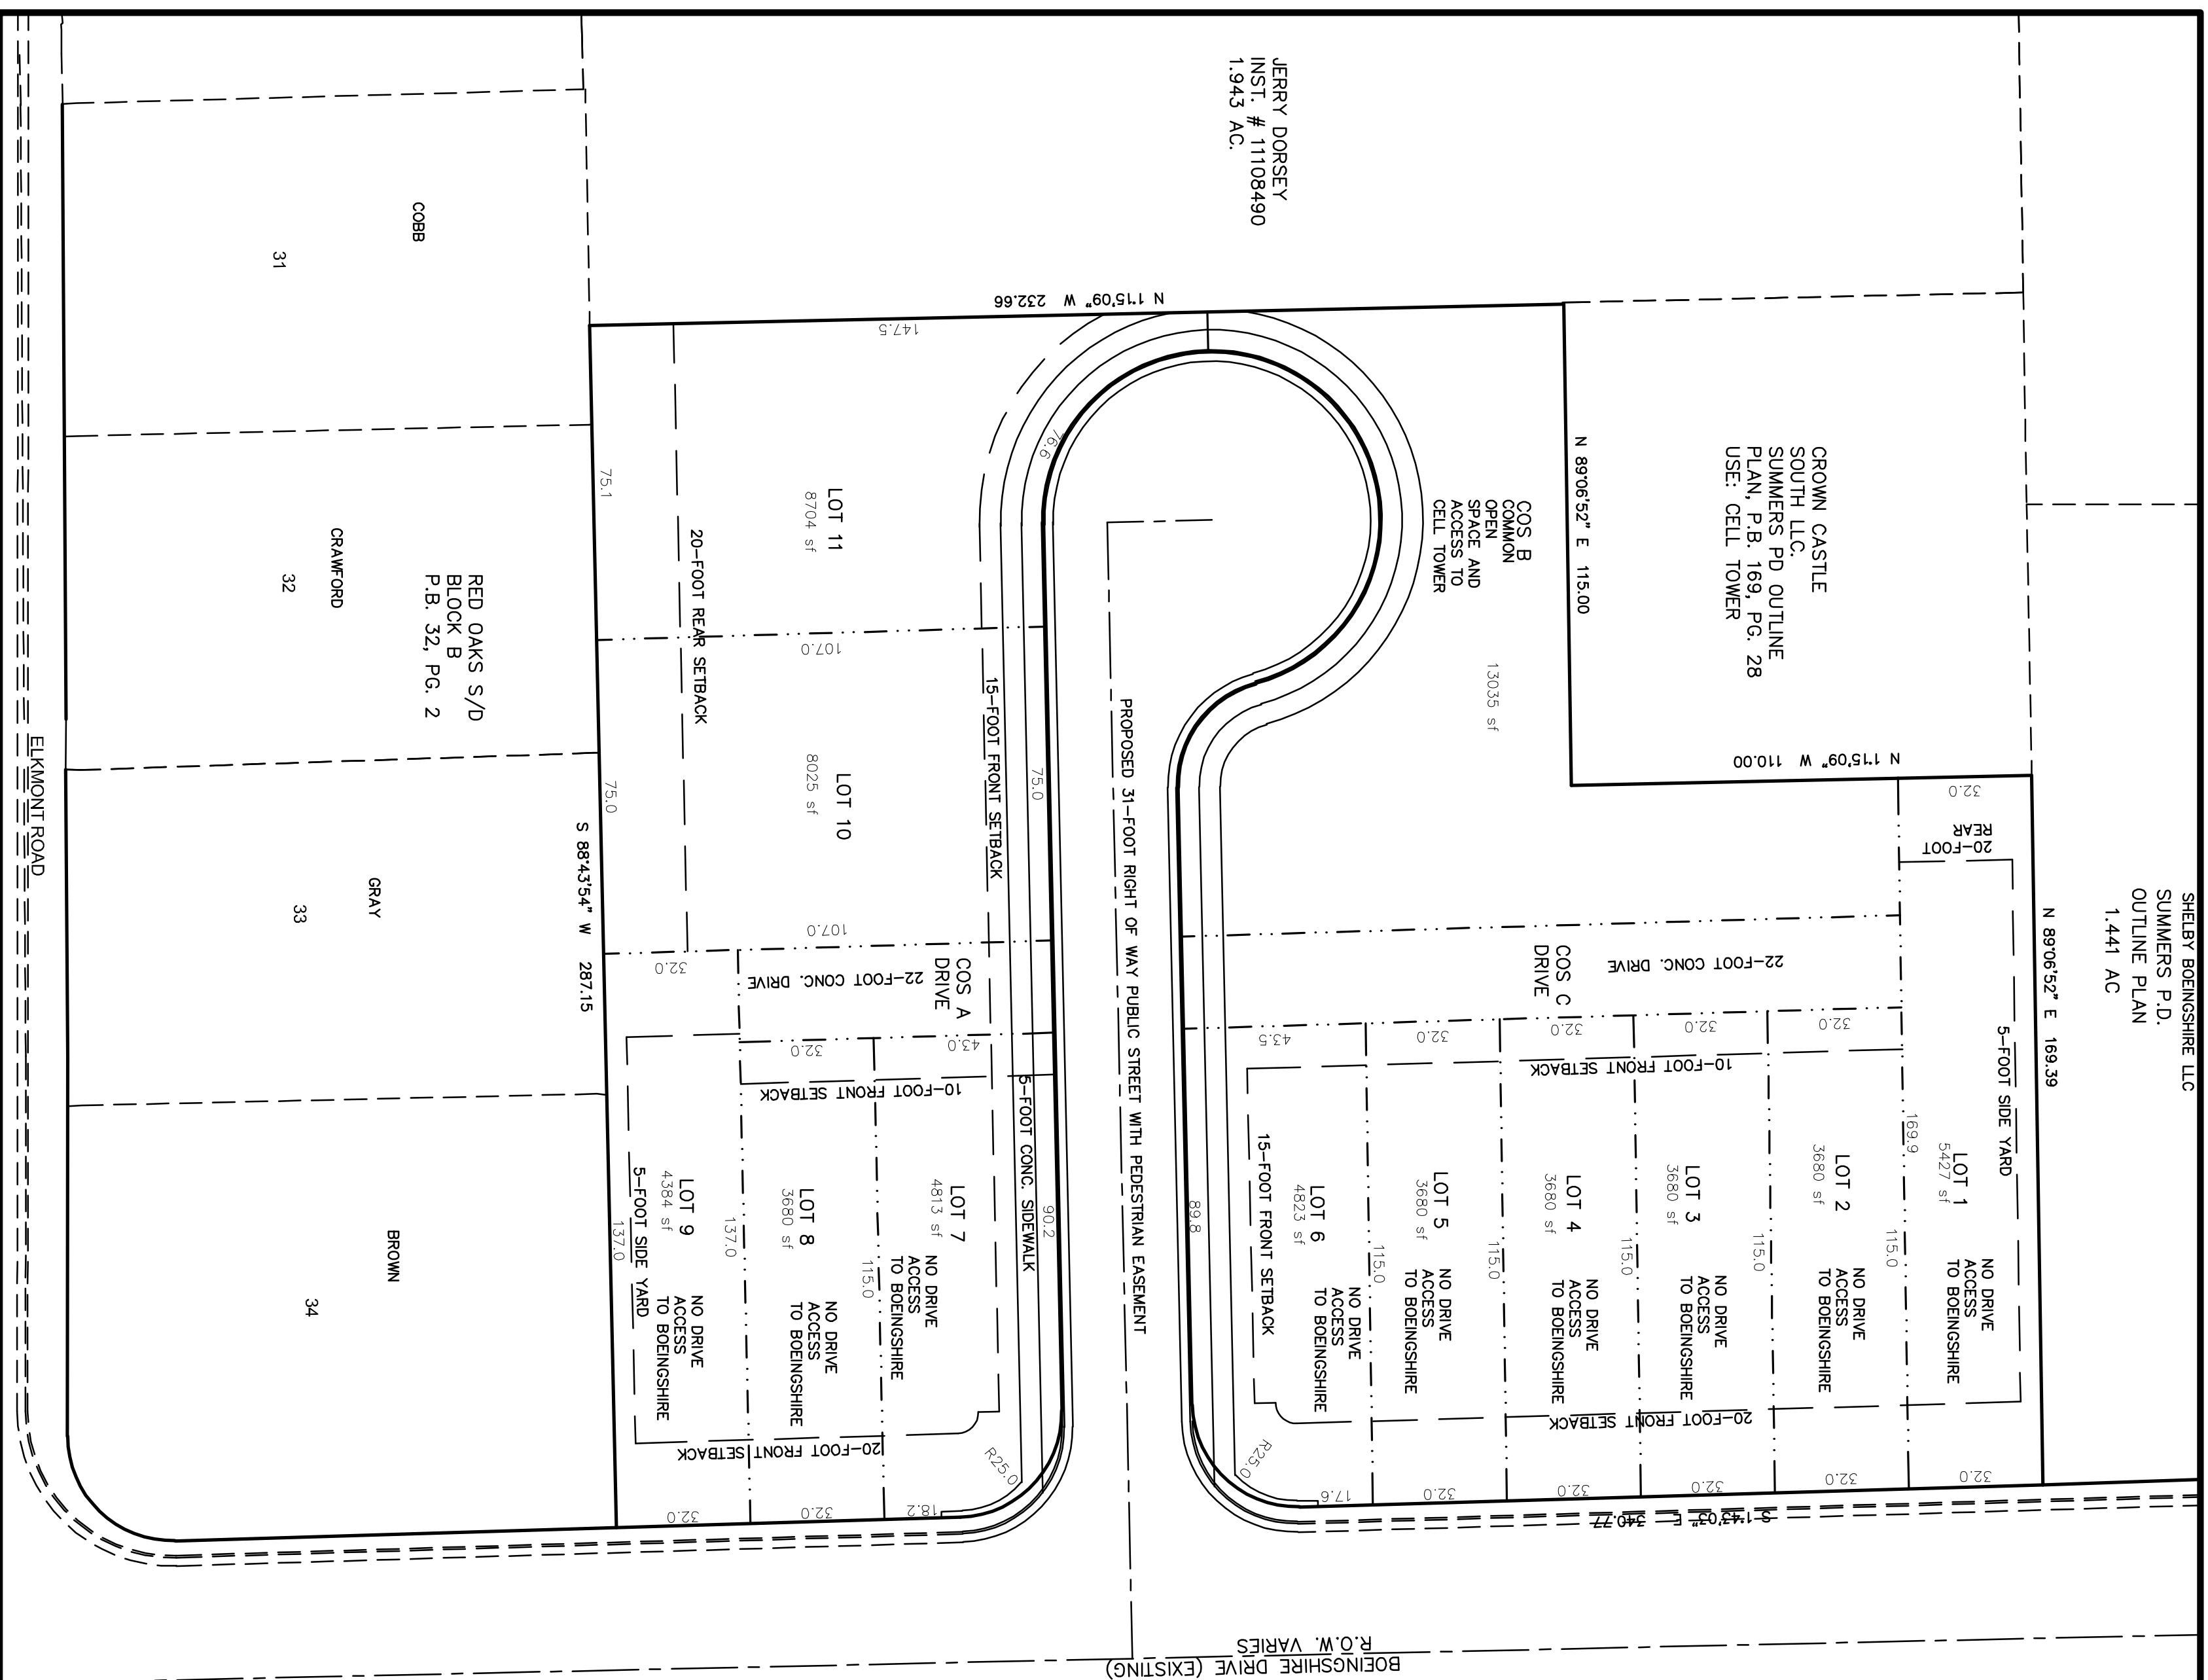 JERRY DORSEY
INST. # 11108490
1.943 AC.
CROWN CASTLE
SOUTH LLC.
SUMMERS PD OUTLINE
PLAN, P.B. 169, PG. 28
USE: CELL TOWER
SHELBY BOEINGSHIRE LLC
SUMMERS P.D.
OUTLINE PLAN
1.441 AC
N 89°06'52" E 169.39
N 1°15'09" W 110.00
N 89°06'52" E 115.00
N 1°15'09" W 232.66
S 88°43'54" W 287.15
S 1°43'03" E 340.77
COS B
COMMON
OPEN
SPACE AND
ACCESS TO
CELL TOWER
13035 sf
32.0
20-FOOT
REAR
5-FOOT SIDE YARD
LOT 1
5427 sf
NO DRIVE
ACCESS
TO BOEINGSHIRE
32.0
169.9
115.0
32.0
LOT 2
3680 sf
NO DRIVE
ACCESS
TO BOEINGSHIRE
32.0
115.0
32.0
LOT 3
3680 sf
NO DRIVE
ACCESS
TO BOEINGSHIRE
32.0
115.0
32.0
LOT 4
3680 sf
NO DRIVE
ACCESS
TO BOEINGSHIRE
32.0
115.0
32.0
LOT 5
3680 sf
NO DRIVE
ACCESS
TO BOEINGSHIRE
32.0
115.0
43.5
LOT 6
4823 sf
NO DRIVE
ACCESS
TO BOEINGSHIRE
17.6
R25.0
15-FOOT FRONT SETBACK
89.8
10-FOOT FRONT SETBACK
20-FOOT FRONT SETBACK
22-FOOT CONC. DRIVE
COS C
DRIVE
PROPOSED 31-FOOT RIGHT OF WAY PUBLIC STREET WITH PEDESTRIAN EASEMENT
147.5
76.6
LOT 11
8704 sf
75.1
20-FOOT REAR SETBACK
107.0
15-FOOT FRONT SETBACK
75.0
LOT 10
8025 sf
75.0
107.0
COS A
DRIVE
22-FOOT CONC. DRIVE
32.0
5-FOOT CONC. SIDEWALK
90.2
43.0
32.0
10-FOOT FRONT SETBACK
LOT 7
4813 sf
NO DRIVE
ACCESS
TO BOEINGSHIRE
R25.0
18.2
115.0
LOT 8
3680 sf
NO DRIVE
ACCESS
TO BOEINGSHIRE
32.0
137.0
LOT 9
4384 sf
NO DRIVE
ACCESS
TO BOEINGSHIRE
32.0
5-FOOT SIDE YARD
137.0
20-FOOT FRONT SETBACK
COBB
31
CRAWFORD
32
RED OAKS S/D
BLOCK B
P.B. 32, PG. 2
GRAY
33
BROWN
34
ELKMONT ROAD
BOEINGSHIRE DRIVE (EXISTING)
R.O.W. VARIES